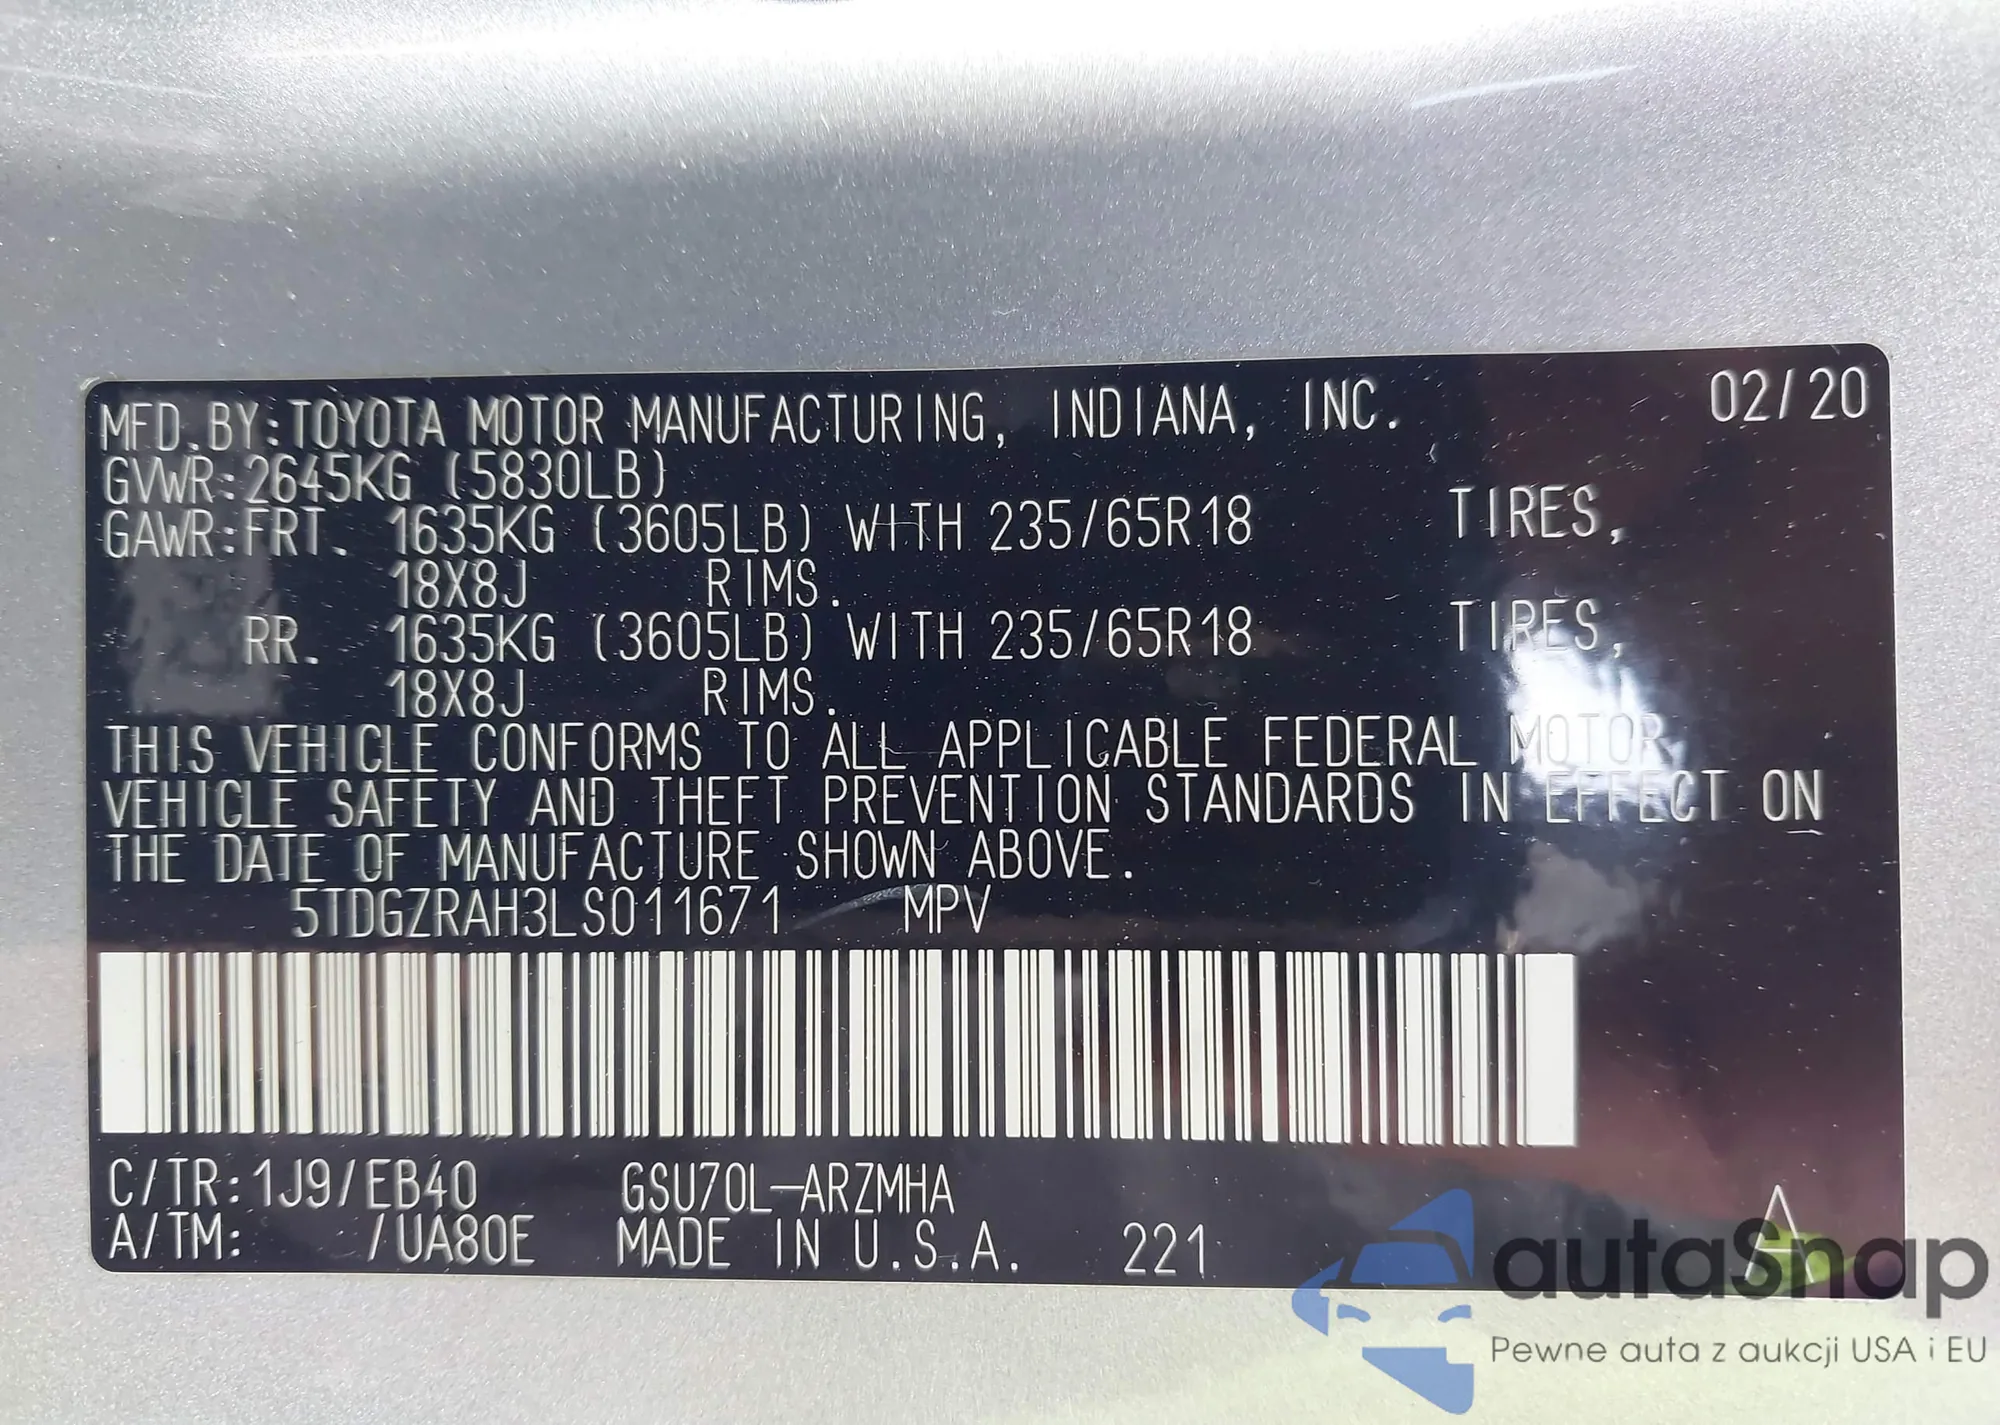 MFD.BY:TOYOTA MOTOR MANUFACTURING, INDIANA, INC. 02/20
GVWR:2645KG (5830LB)
GAWR:FRT. 1635KG (3605LB) WITH 235/65R18 TIRES,
18X8J RIMS.
RR. 1635KG (3605LB) WITH 235/65R18 TIRES,
18X8J RIMS.
THIS VEHICLE CONFORMS TO ALL APPLICABLE FEDERAL MOTOR
VEHICLE SAFETY AND THEFT PREVENTION STANDARDS IN EFFECT ON
THE DATE OF MANUFACTURE SHOWN ABOVE.
5TDGZRAH3LS011671 MPV
C/TR:1J9/EB40 GSU70L-ARZMHA
A/TM: /UA80E MADE IN U.S.A. 221
A
autaSnap
Pewne auta z aukcji USA i EU